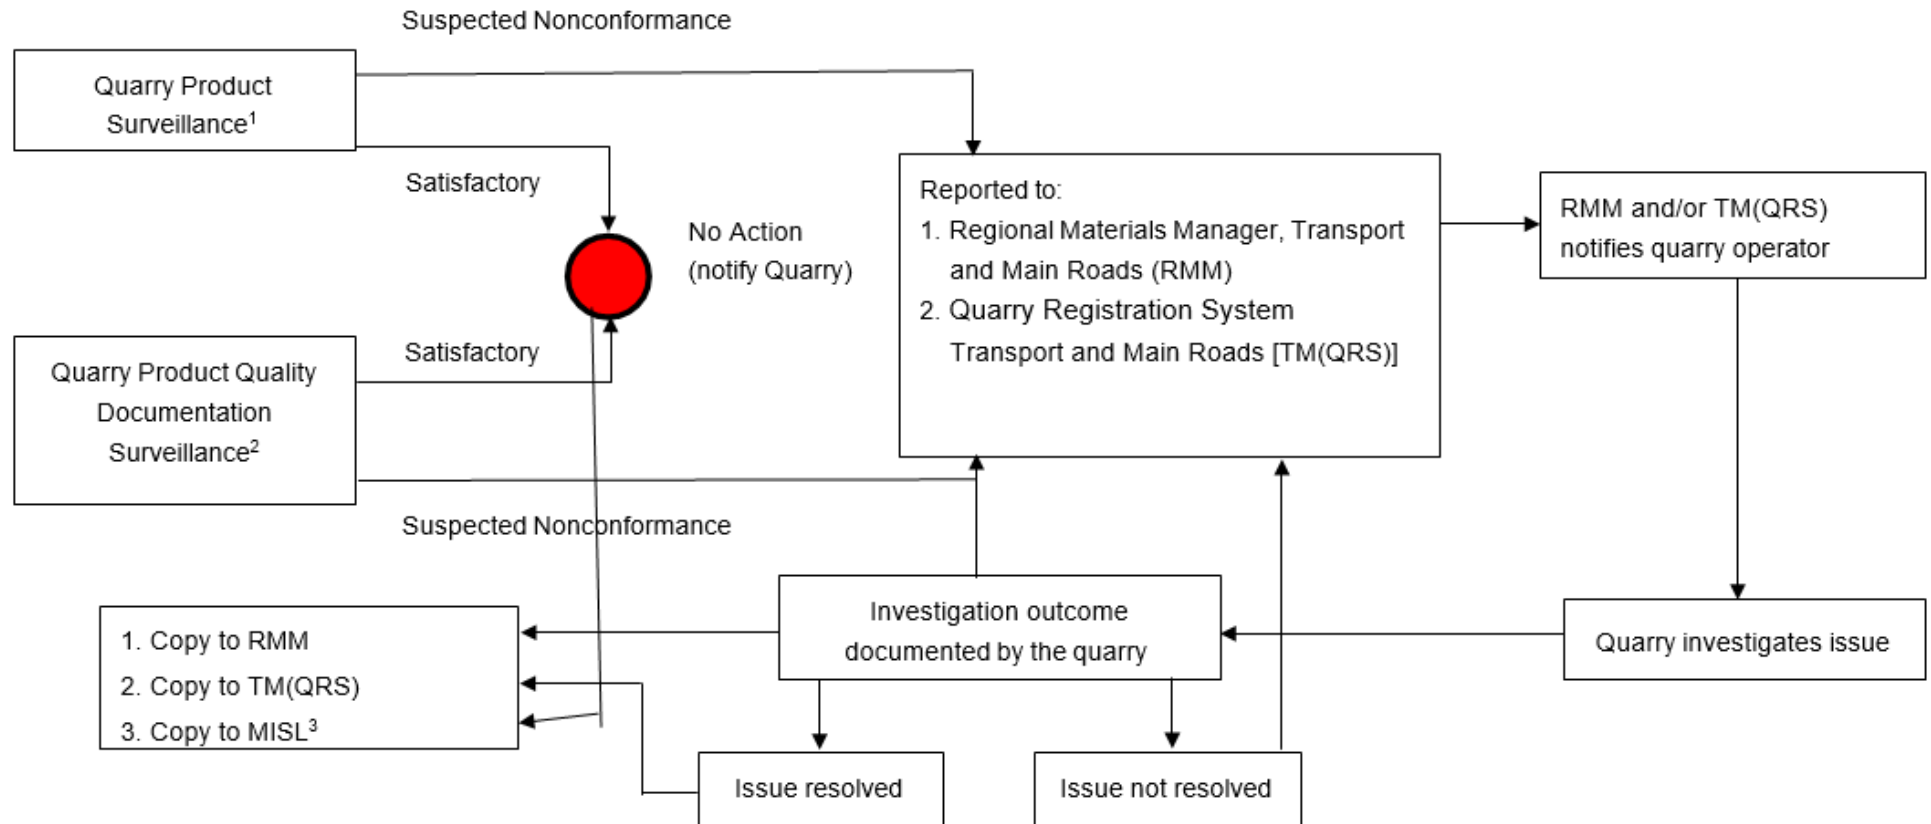 Suspected Nonconformance
Quarry Product
Surveillance¹
Satisfactory
No Action
(notify Quarry)
Reported to:
1. Regional Materials Manager, Transport
and Main Roads (RMM)
2. Quarry Registration System
Transport and Main Roads [TM(QRS)]
RMM and/or TM(QRS)
notifies quarry operator
Quarry Product Quality
Documentation
Surveillance²
Satisfactory
Suspected Nonconformance
1. Copy to RMM
2. Copy to TM(QRS)
3. Copy to MISL³
Investigation outcome
documented by the quarry
Quarry investigates issue
Issue resolved
Issue not resolved